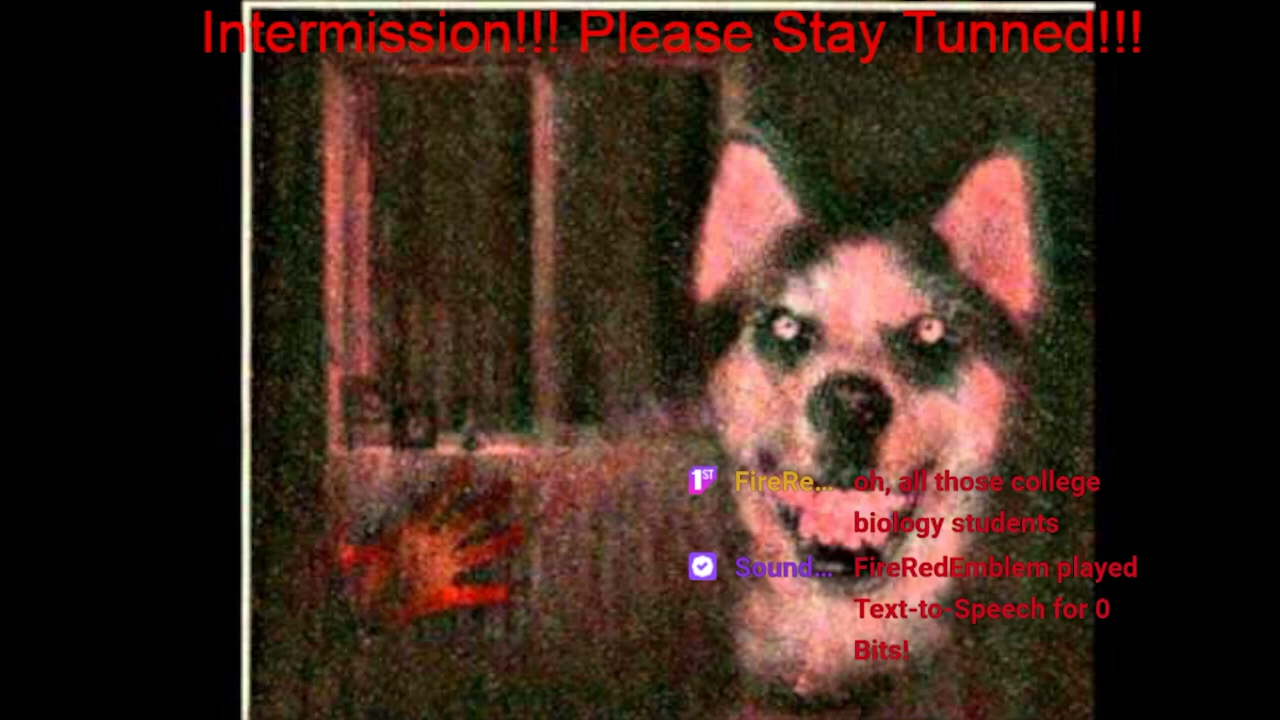 Intermission!!! Please Stay Tunned!!!
1ST FireRe... oh, all those college
biology students
Sound... FireRedEmblem played
Text-to-Speech for 0
Bits!